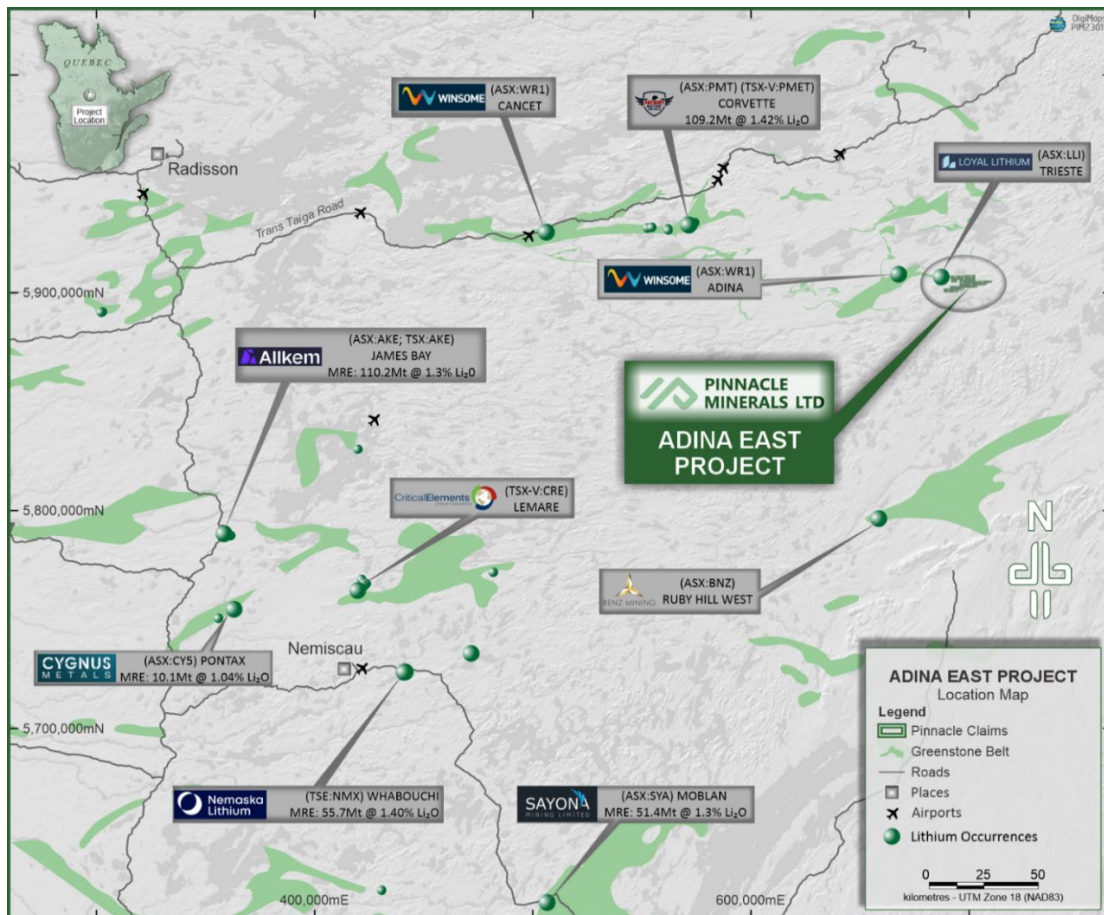 DigiMaps
PIM2301
QUEBEC
Project
Location
Radisson
Trans Taiga Road
WINSOME
(ASX:WR1)
CANCET
(ASX:PMT) (TSX-V:PMET)
CORVETTE
109.2Mt @ 1.42% Li₂O
LOYAL LITHIUM
(ASX:LLI)
TRIESTE
WINSOME
(ASX:WR1)
ADINA
5,900,000mN
Allkem
(ASX:AKE; TSX:AKE)
JAMES BAY
MRE: 110.2Mt @ 1.3% Li₂0
PINNACLE
MINERALS LTD
ADINA EAST
PROJECT
CriticalElements
(TSX-V:CRE)
LEMARE
5,800,000mN
N
BENZ MINING
(ASX:BNZ)
RUBY HILL WEST
CYGNUS
METALS
(ASX:CY5) PONTAX
MRE: 10.1Mt @ 1.04% Li₂O
Nemiscau
5,700,000mN
Nemaska
Lithium
(TSE:NMX) WHABOUCHI
MRE: 55.7Mt @ 1.40% Li₂O
SAYONA
MINING LIMITED
(ASX:SYA) MOBLAN
MRE: 51.4Mt @ 1.3% Li₂O
400,000mE
600,000mE
ADINA EAST PROJECT
Location Map
Legend
Pinnacle Claims
Greenstone Belt
Roads
Places
Airports
Lithium Occurrences
0 25 50
kilometres - UTM Zone 18 (NAD83)